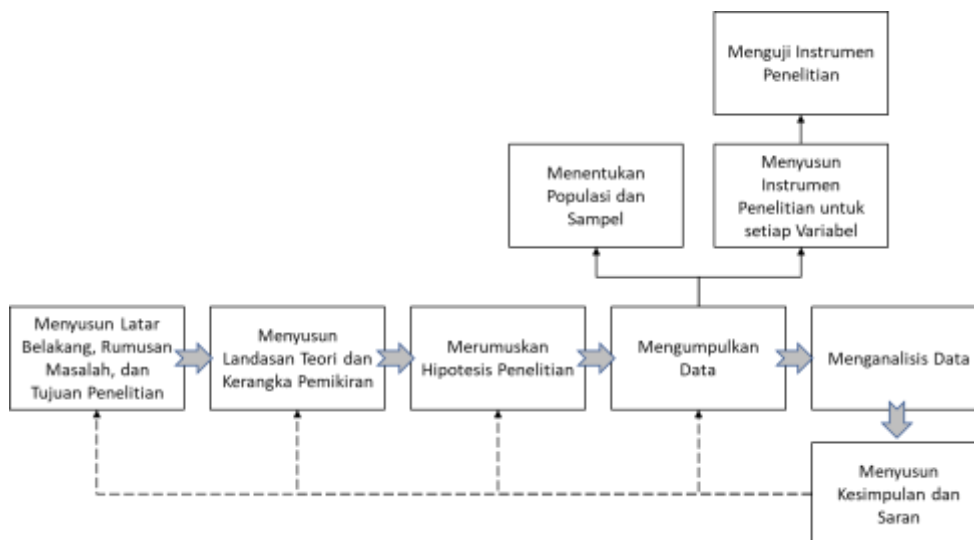 Menguji Instrumen
Penelitian
Menentukan
Populasi dan
Sampel
Menyusun
Instrumen
Penelitian untuk
setiap Variabel
Menyusun Latar
Belakang, Rumusan
Masalah, dan
Tujuan Penelitian
Menyusun
Landasan Teori dan
Kerangka Pemikiran
Merumuskan
Hipotesis Penelitian
Mengumpulkan
Data
Menganalisis Data
Menyusun
Kesimpulan dan
Saran